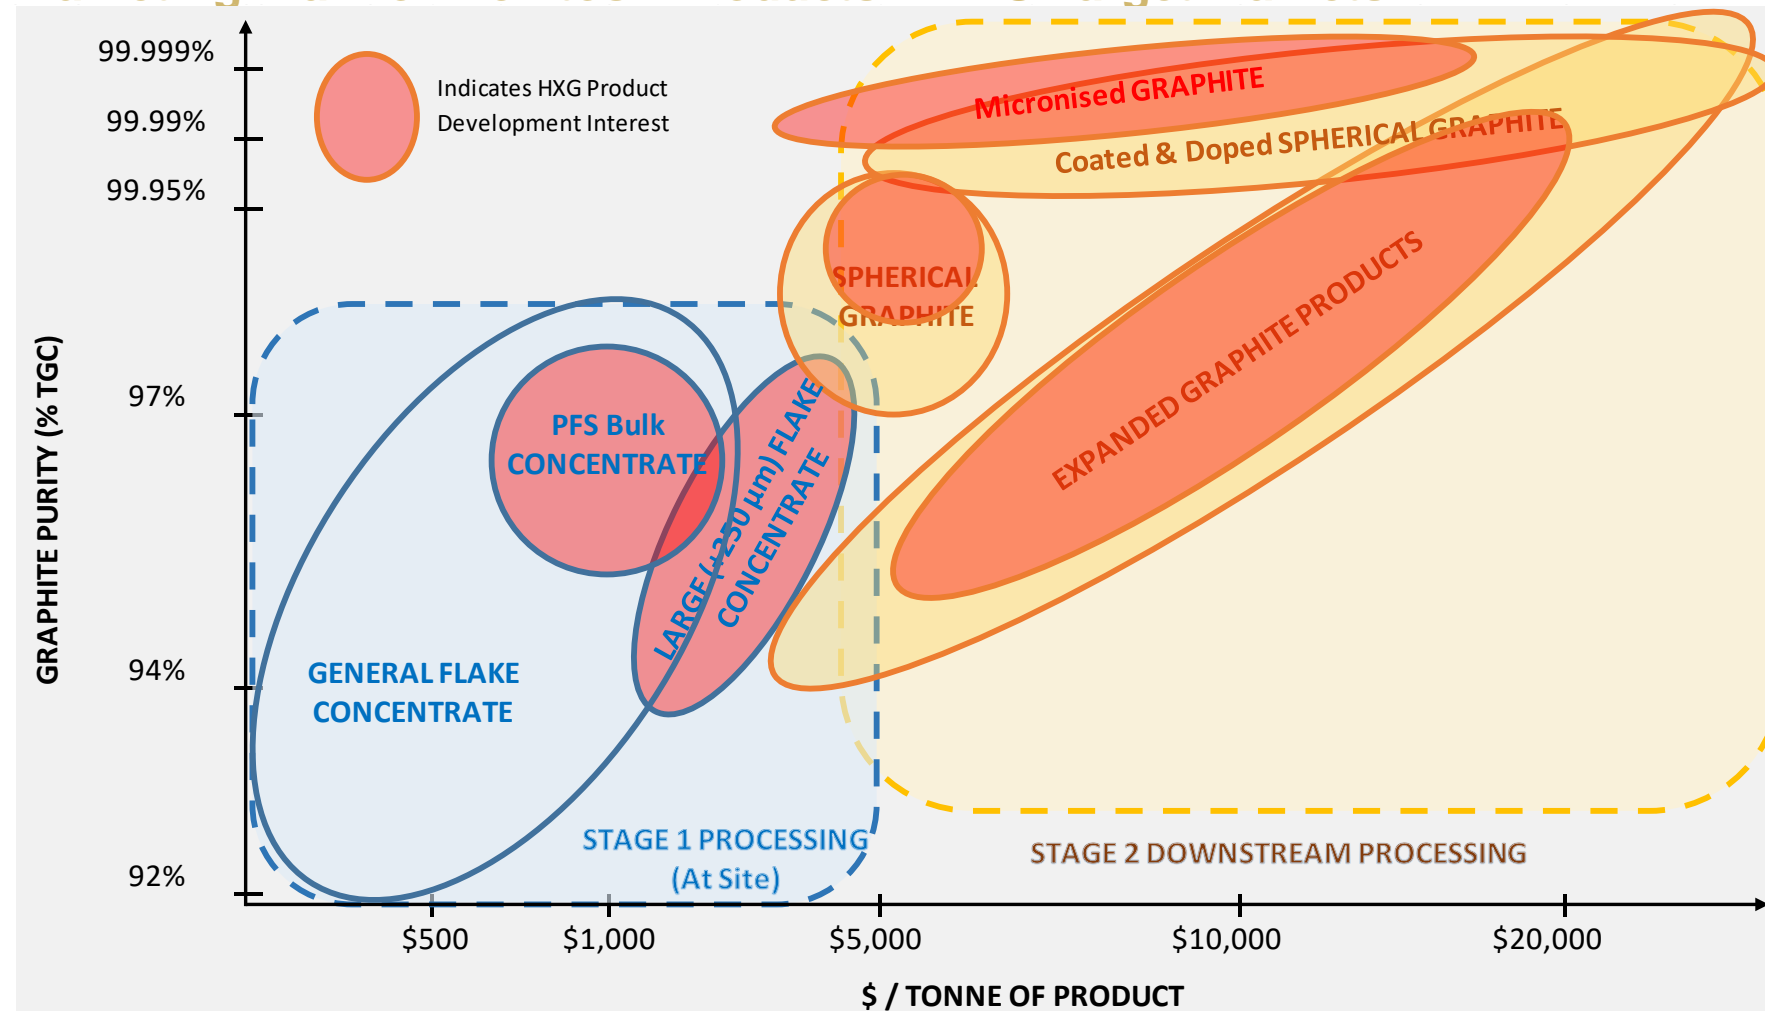 99.999%
99.99%
99.95%
97%
94%
92%
GRAPHITE PURITY (% TGC)
Indicates HXG Product
Development Interest
Micronised GRAPHITE
Coated & Doped SPHERICAL GRAPHITE
SPHERICAL
GRAPHITE
EXPANDED GRAPHITE PRODUCTS
PFS Bulk
CONCENTRATE
LARGE (+250 µm) FLAKE
CONCENTRATE
GENERAL FLAKE
CONCENTRATE
STAGE 1 PROCESSING
(At Site)
STAGE 2 DOWNSTREAM PROCESSING
$500
$1,000
$5,000
$10,000
$20,000
$ / TONNE OF PRODUCT